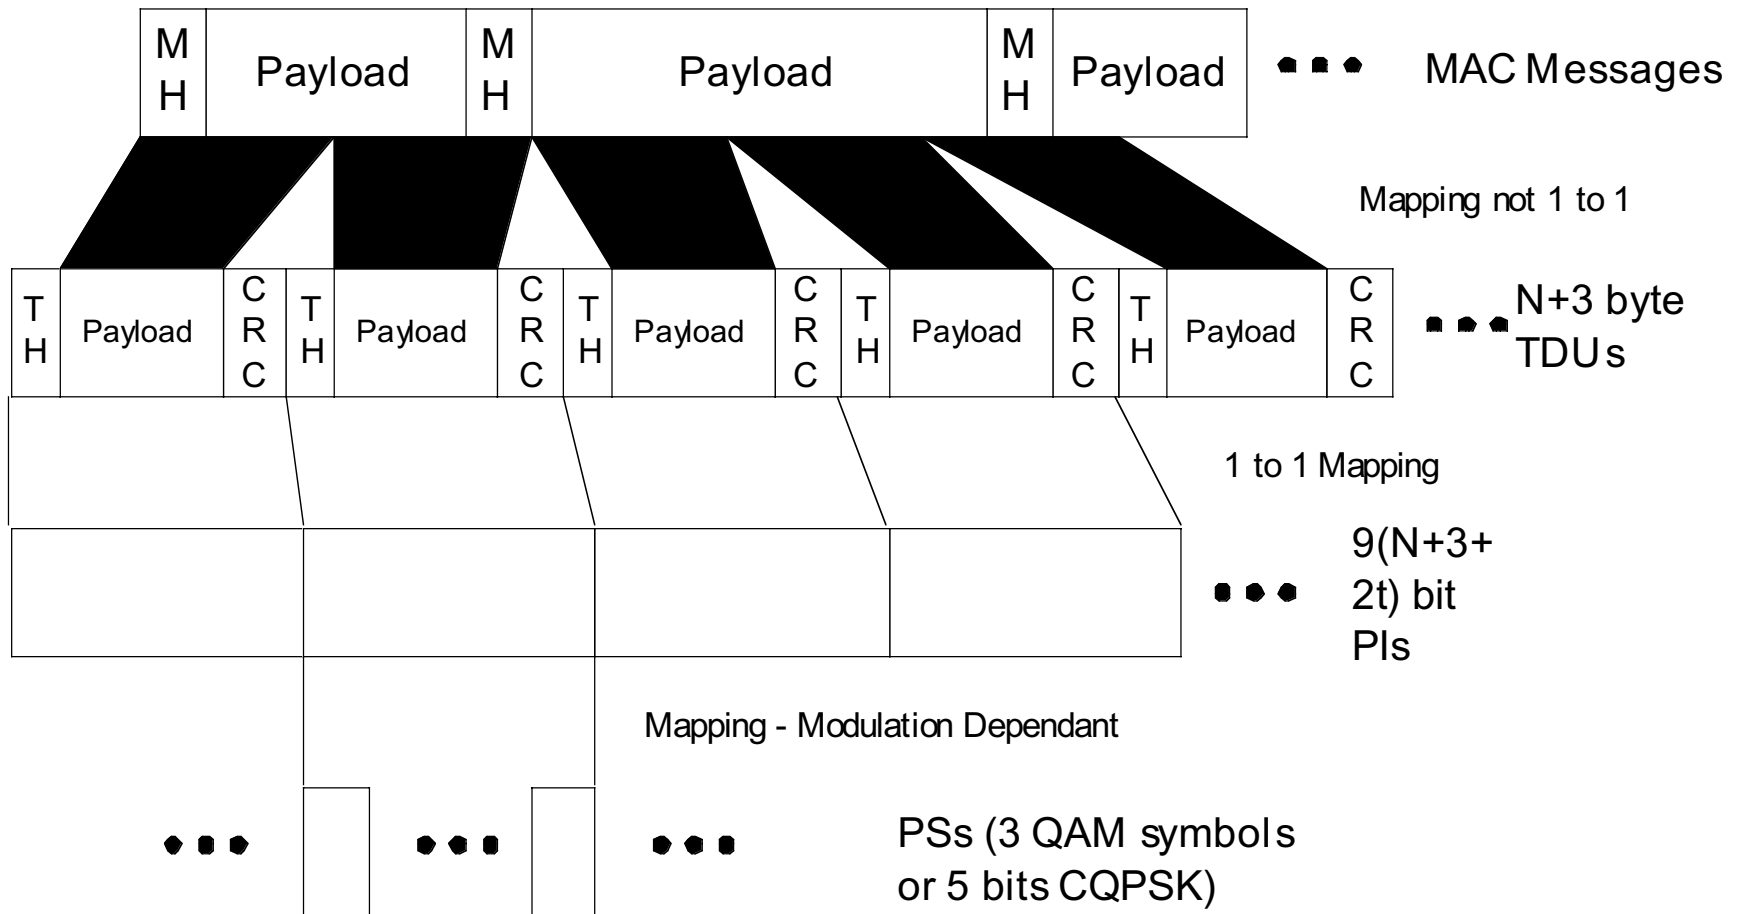 M H Payload M H Payload M H Payload MAC Messages
Mapping not 1 to 1
T H Payload C R C T H Payload C R C T H Payload C R C T H Payload C R C T H Payload C R C
N+3 byte
TDUs
1 to 1 Mapping
9(N+3+
2t) bit
PIs
Mapping - Modulation Dependant
PSs (3 QAM symbols
or 5 bits CQPSK)